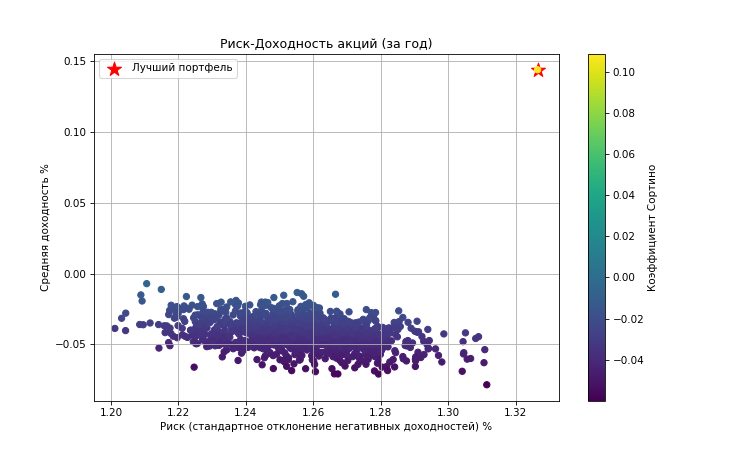 Риск-Доходность акций (за год)
Лучший портфель
0.15
0.10
0.05
0.00
−0.05
Средняя доходность %
1.20 1.22 1.24 1.26 1.28 1.30 1.32
Риск (стандартное отклонение негативных доходностей) %
0.10
0.08
0.06
0.04
0.02
0.00
−0.02
−0.04
Коэффициент Сортино